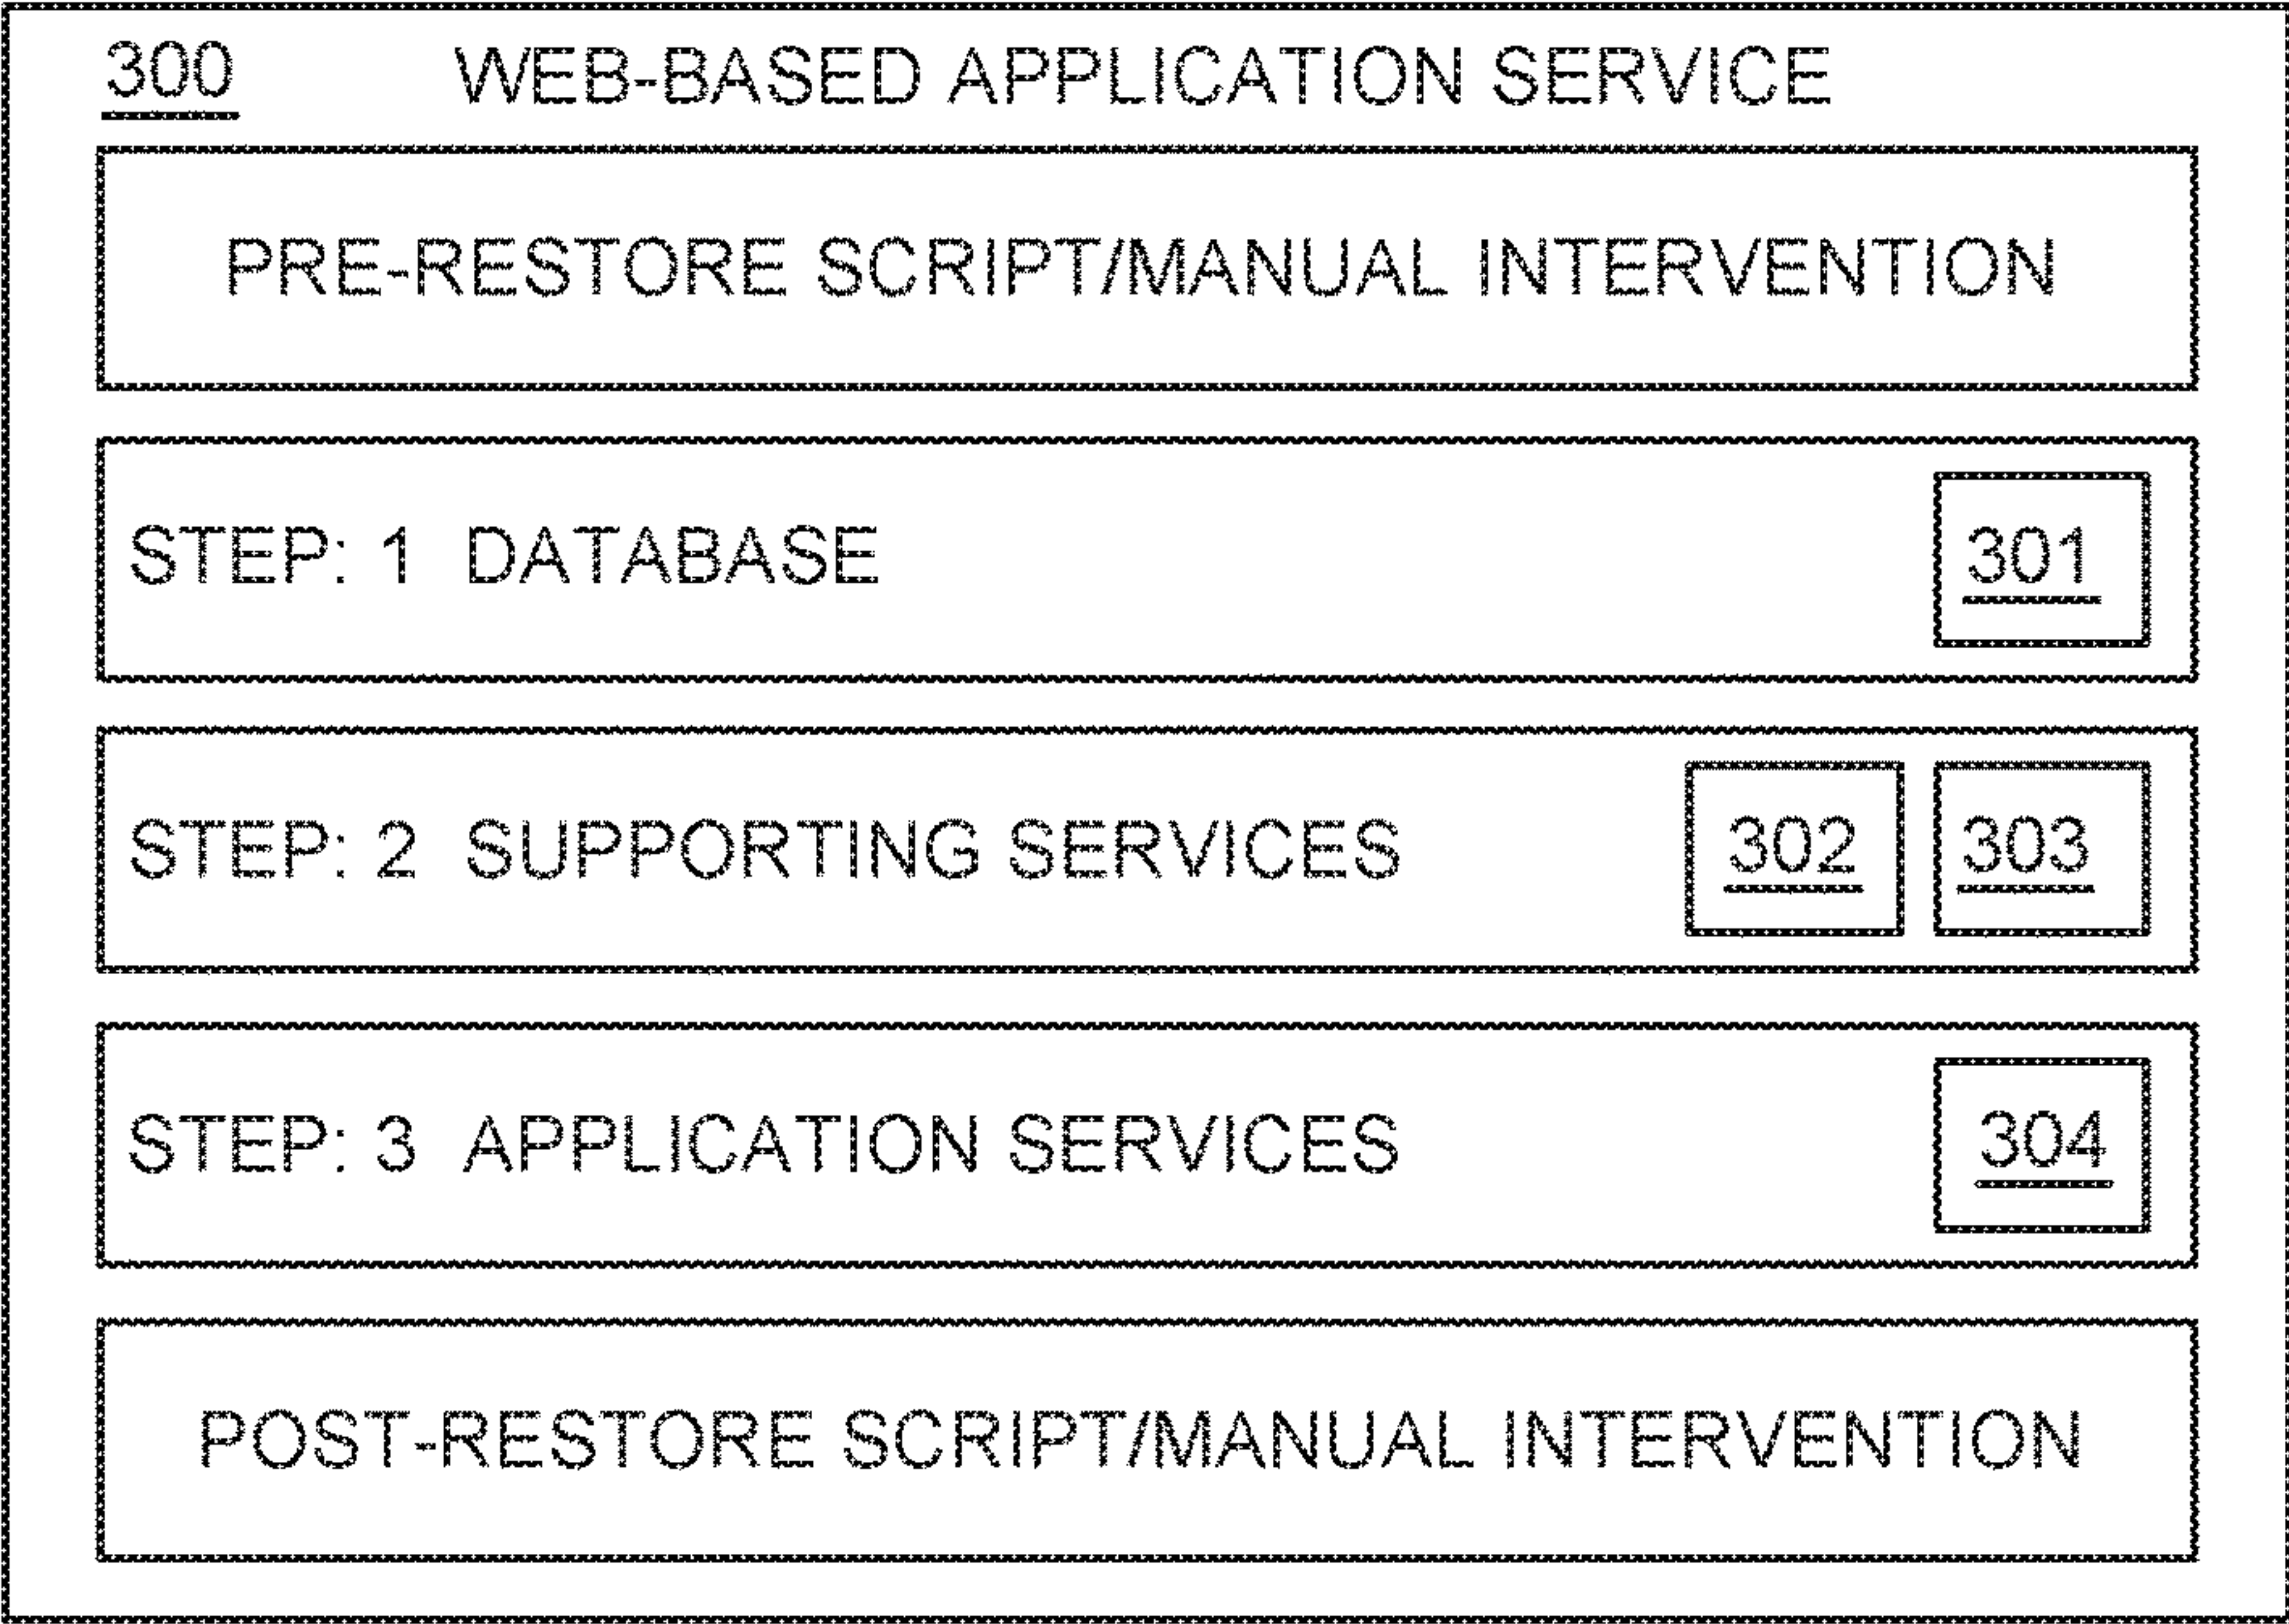 300 WEB-BASED APPLICATION SERVICE
PRE-RESTORE SCRIPT/MANUAL INTERVENTION
STEP: 1 DATABASE 301
STEP: 2 SUPPORTING SERVICES 302 303
STEP: 3 APPLICATION SERVICES 304
POST-RESTORE SCRIPT/MANUAL INTERVENTION